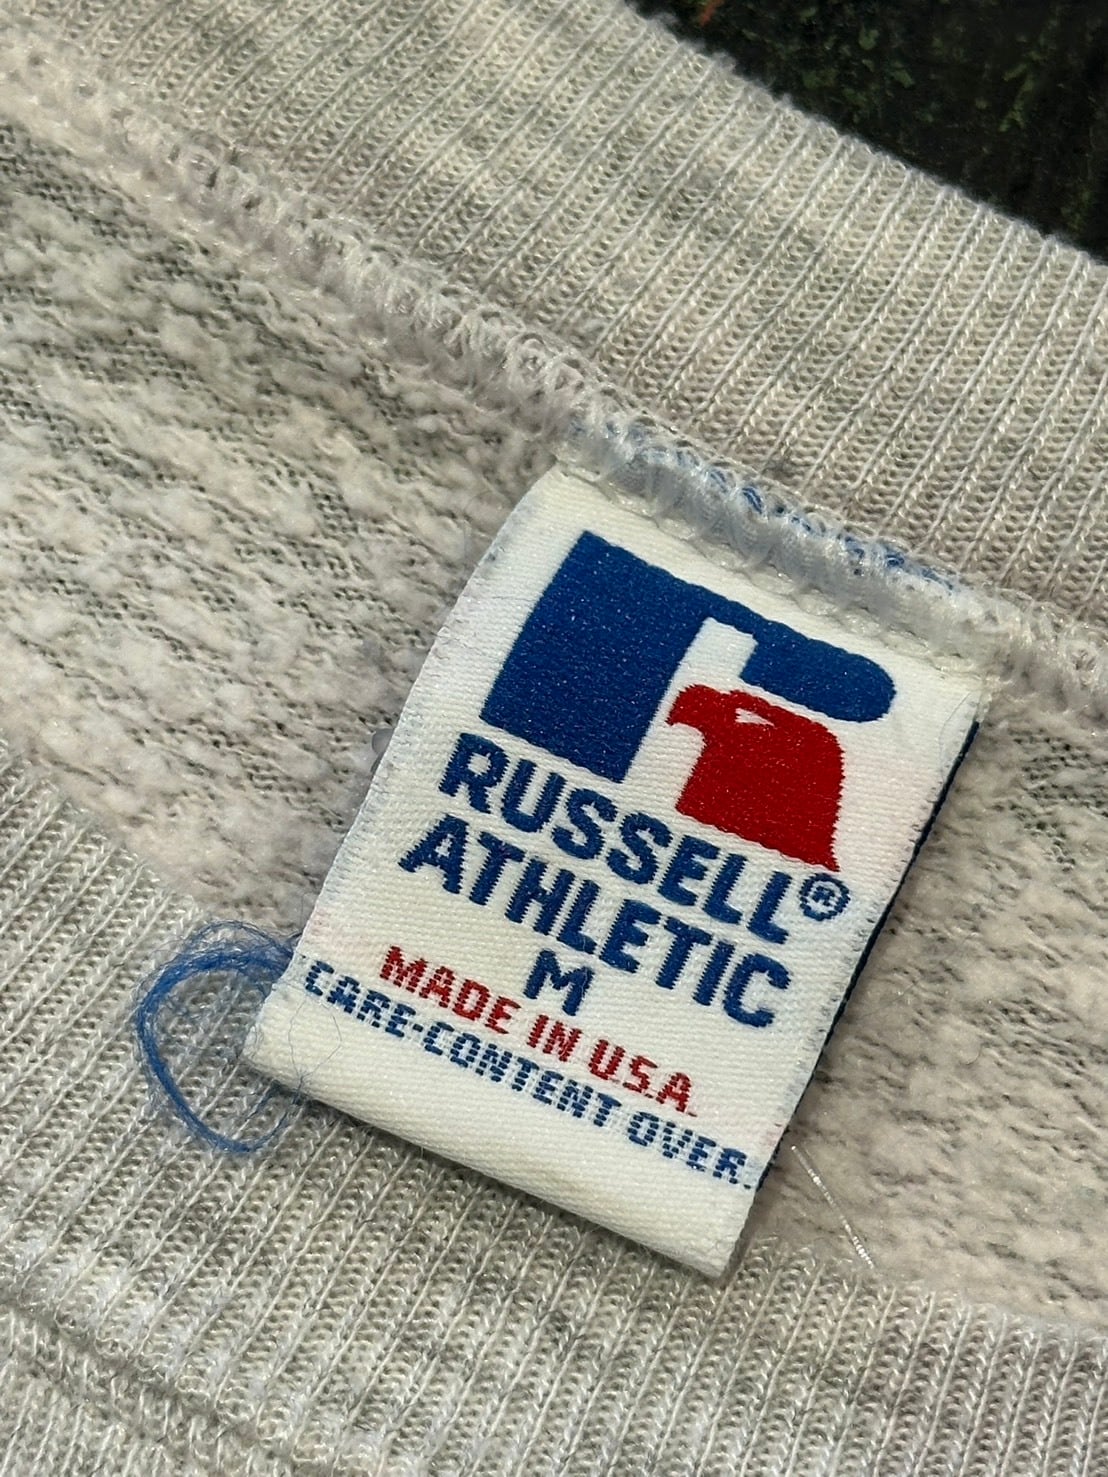 RUSSELL®
ATHLETIC
M
MADE IN U.S.A.
CARE-CONTENT OVER.